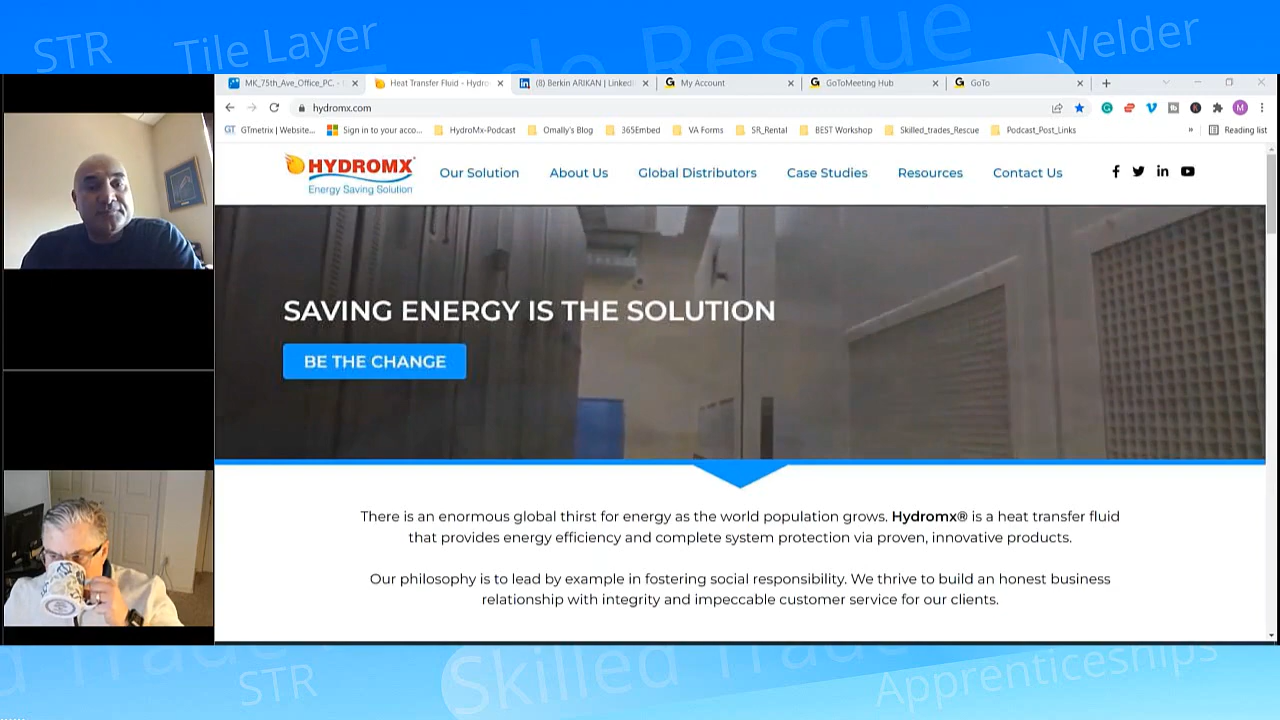 STR
Tile Layer
de Rescue
Welder
MK_75th_Ave_Office_PC. -
Heat Transfer Fluid - Hydro
(8) Berkin ARIKAN | LinkedI
My Account
GoToMeeting Hub
GoTo
hydromx.com
GTmetrix | Website...
Sign in to your acco...
HydroMx-Podcast
Omally's Blog
365Embed
VA Forms
SR_Rental
BEST Workshop
Skilled_trades_Rescue
Podcast_Post_Links
»
Reading list
HYDROMX®
Energy Saving Solution
Our Solution
About Us
Global Distributors
Case Studies
Resources
Contact Us
SAVING ENERGY IS THE SOLUTION
BE THE CHANGE
There is an enormous global thirst for energy as the world population grows. Hydromx® is a heat transfer fluid
that provides energy efficiency and complete system protection via proven, innovative products.
Our philosophy is to lead by example in fostering social responsibility. We thrive to build an honest business
relationship with integrity and impeccable customer service for our clients.
STR
Skilled Trad
Apprenticeships